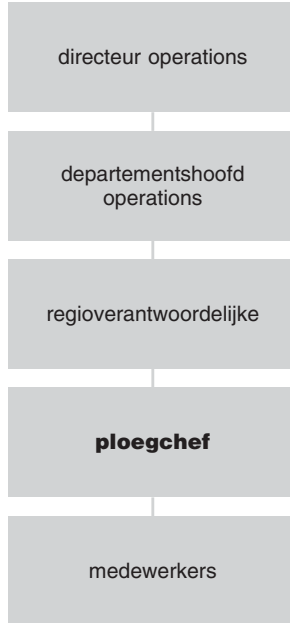 directeur operations
departementshoofd
operations
regioverantwoordelijke
ploegchef
medewerkers